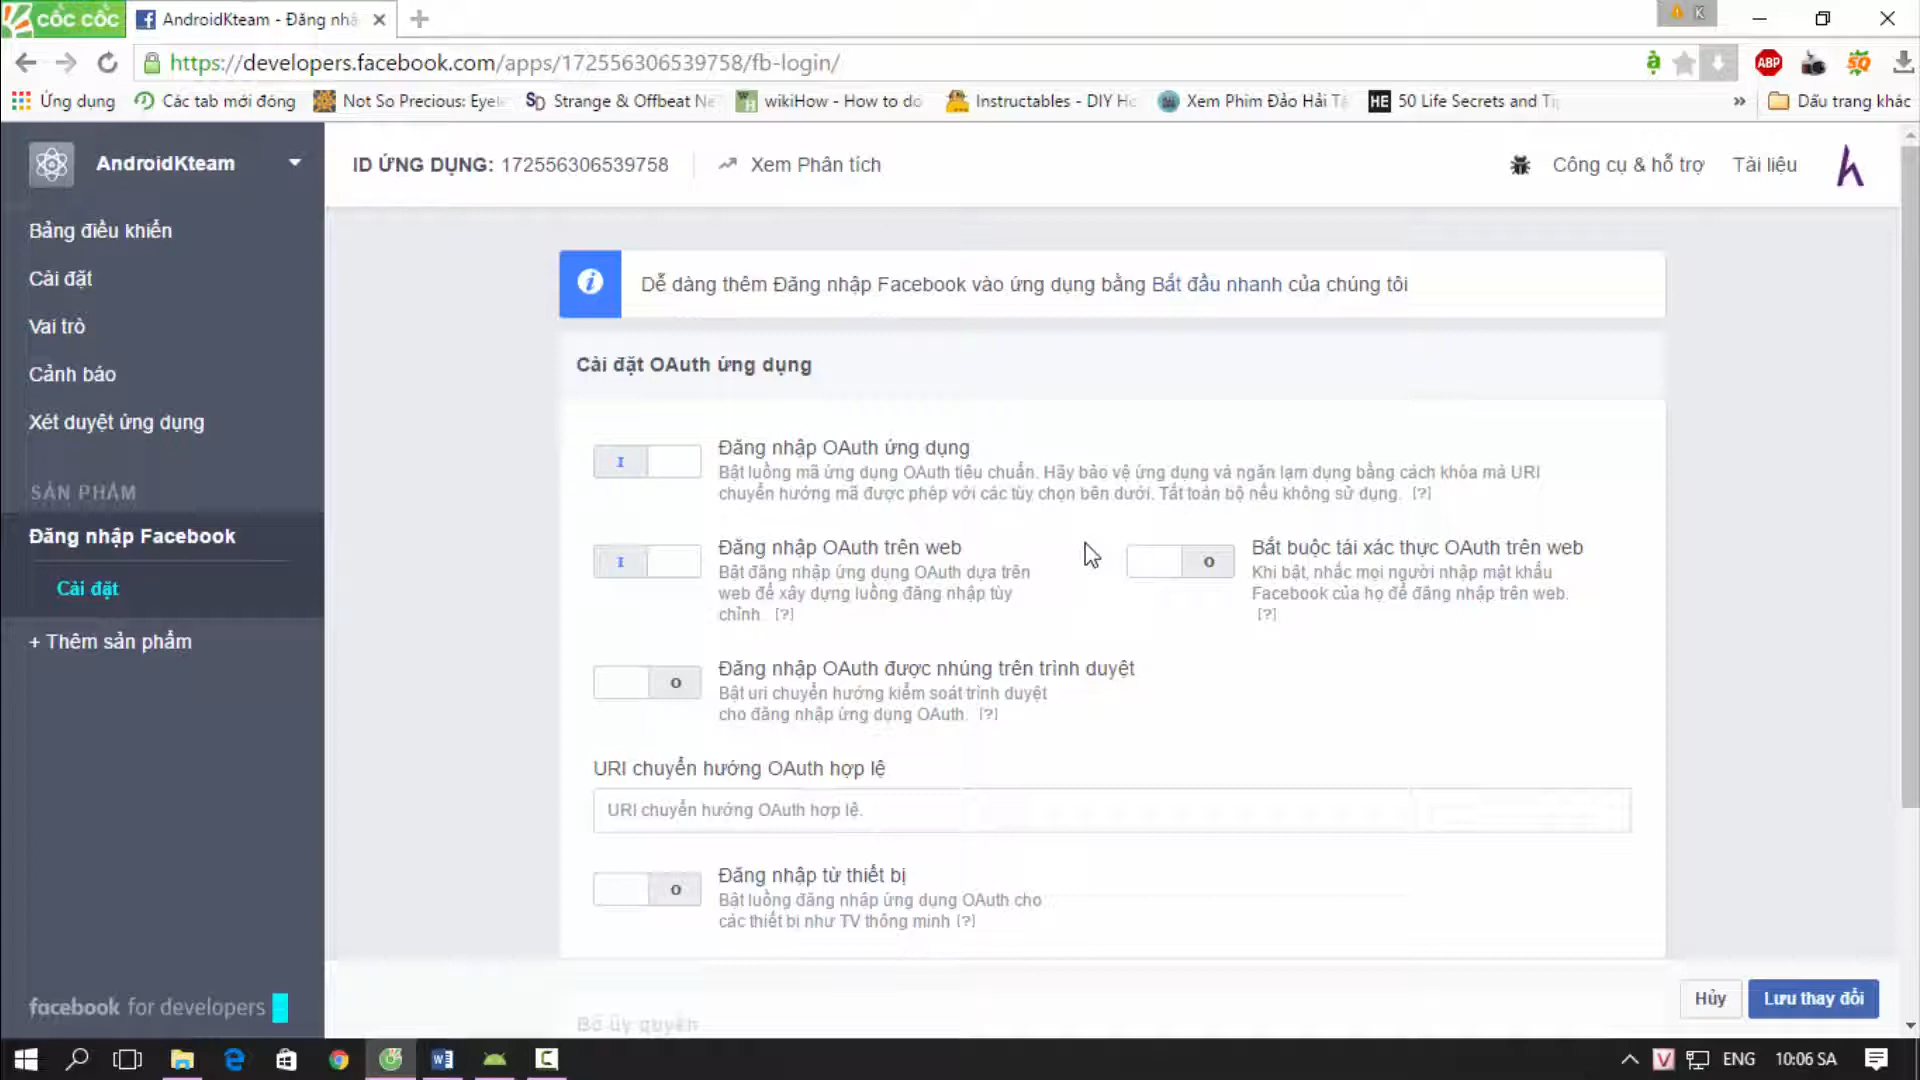 cốc cốc
AndroidKteam - Đăng nhậ
K
https://developers.facebook.com/apps/172556306539758/fb-login/
ABP
Ứng dụng
Các tab mới đóng
Not So Precious: Eyele
SD Strange & Offbeat Ne
wikiHow - How to do
Instructables - DIY Ho
Xem Phim Đảo Hải Tặ
HE 50 Life Secrets and Tip
»
Dấu trang khác
AndroidKteam
ID ỨNG DỤNG: 172556306539758
Xem Phân tích
Công cụ & hỗ trợ
Tài liệu
Bảng điều khiển
Cài đặt
Vai trò
Cảnh báo
Xét duyệt ứng dụng
SẢN PHẨM
Đăng nhập Facebook
Cài đặt
+ Thêm sản phẩm
facebook for developers
Dễ dàng thêm Đăng nhập Facebook vào ứng dụng bằng Bắt đầu nhanh của chúng tôi
Cài đặt OAuth ứng dụng
Đăng nhập OAuth ứng dụng
Bật luồng mã ứng dụng OAuth tiêu chuẩn. Hãy bảo vệ ứng dụng và ngăn lạm dụng bằng cách khóa mà URI
chuyển hướng mã được phép với các tùy chọn bên dưới. Tắt toàn bộ nếu không sử dụng. [?]
Đăng nhập OAuth trên web
Bật đăng nhập ứng dụng OAuth dựa trên
web để xây dựng luồng đăng nhập tùy
chỉnh. [?]
Bắt buộc tái xác thực OAuth trên web
Khi bật, nhắc mọi người nhập mật khẩu
Facebook của họ để đăng nhập trên web.
[?]
Đăng nhập OAuth được nhúng trên trình duyệt
Bật uri chuyển hướng kiểm soát trình duyệt
cho đăng nhập ứng dụng OAuth. [?]
URI chuyển hướng OAuth hợp lệ
URI chuyển hướng OAuth hợp lệ.
Đăng nhập từ thiết bị
Bật luồng đăng nhập ứng dụng OAuth cho
các thiết bị như TV thông minh [?]
Bỏ ủy quyền
Hủy
Lưu thay đổi
ENG
10:06 SA